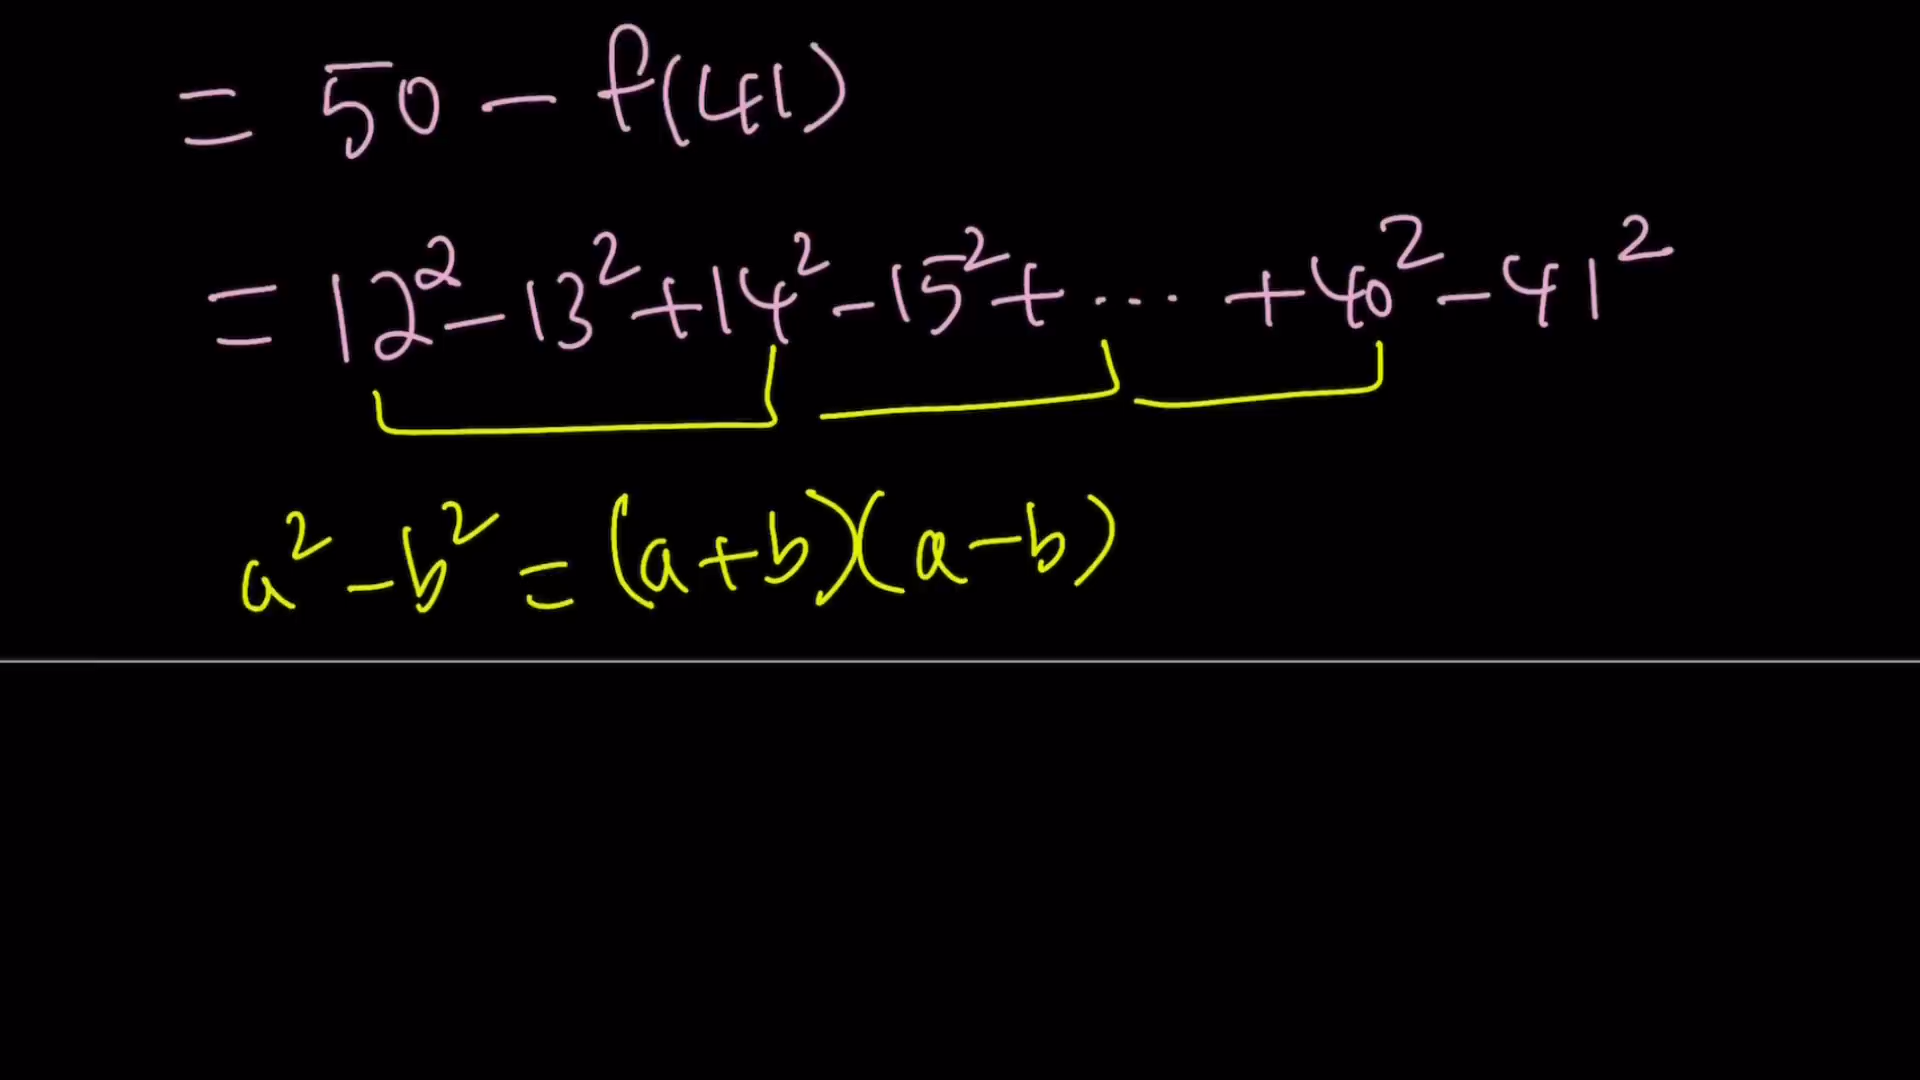 = 50 - f(41)
= 12² - 13² + 14² - 15² + ... + 40² - 41²
a² - b² = (a+b)(a-b)